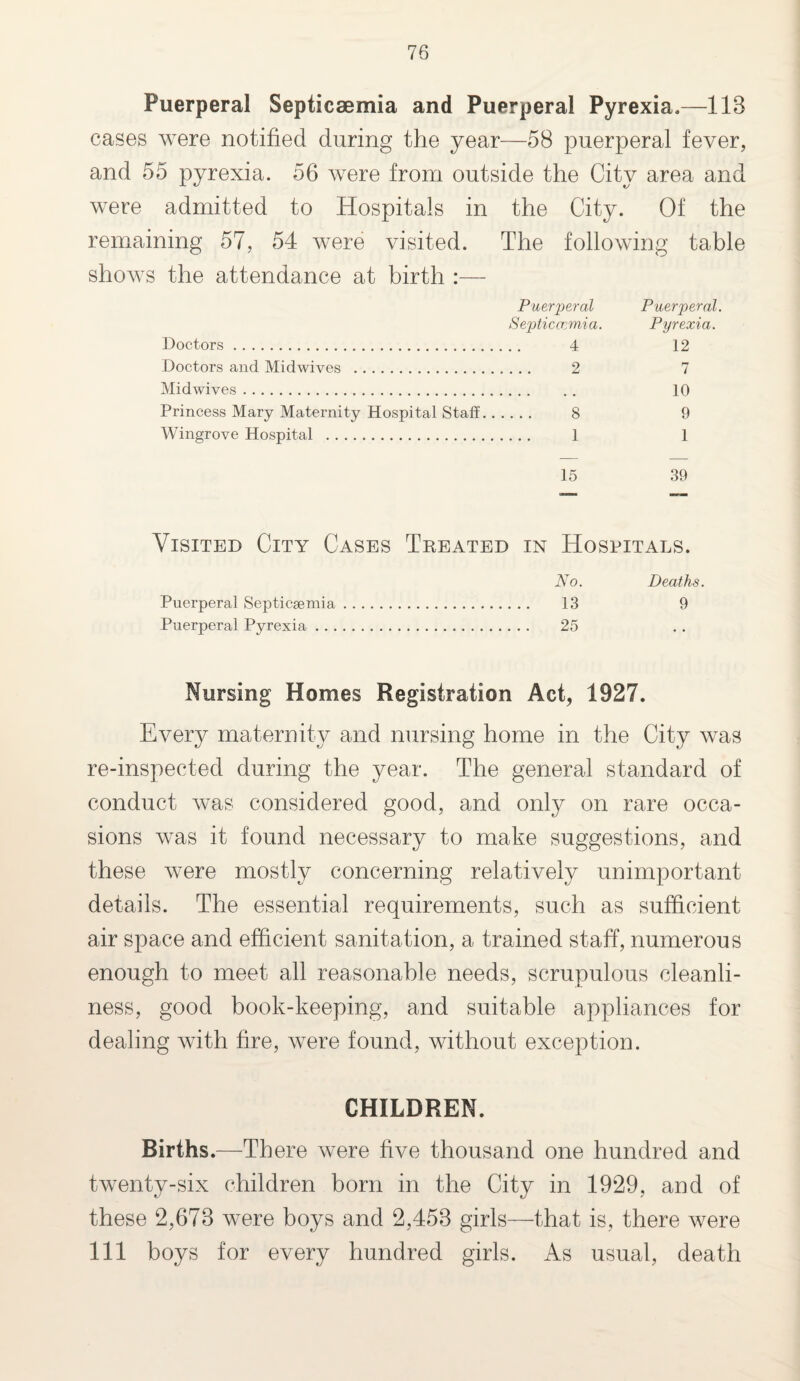 76
Puerperal Septicaemia and Puerperal Pyrexia.—113
cases were notified during the year—58 puerperal fever,
and 55 pyrexia. 56 were from outside the City area and
were admitted to Hospitals in the City. Of the
remaining 57, 54 were visited. The following table
shows the attendance at birth :—
Puerperal Puerperal.
Septicæmia. Pyrexia.
Doctors . . . . . . . . . . . . 4 12
Doctors and Midwives . . . . . . . . . . . . 2 7
Midwives . . . . . . . . . . . . . . 10
Princess Mary Maternity Hospital Staff. . . . . . 8 9
Wingrove Hospital . . . . . . . . . . . . 1 1
15 39
Visited City Cases Treated in Hospitals.
No. Deaths.
Puerperal Septicæmia . . . . . . . . . . . . 13 9
Puerperal Pyrexia . . . . . . . . . . . . 25 . .
Nursing Homes Registration Act, 1927.
Every maternity and nursing home in the City was
re-inspected during the year. The general standard of
conduct was considered good, and only on rare occa-
sions was it found necessary to make suggestions, and
these were mostly concerning relatively unimportant
details. The essential requirements, such as sufficient
air space and efficient sanitation, a trained staff, numerous
enough to meet all reasonable needs, scrupulous cleanli-
ness, good book-keeping, and suitable appliances for
dealing with fire, were found, without exception.
CHILDREN.
Births.—There were five thousand one hundred and
twenty-six children born in the City in 1929, and of
these 2,673 were boys and 2,453 girls—that is, there were
111 boys for every hundred girls. As usual, death